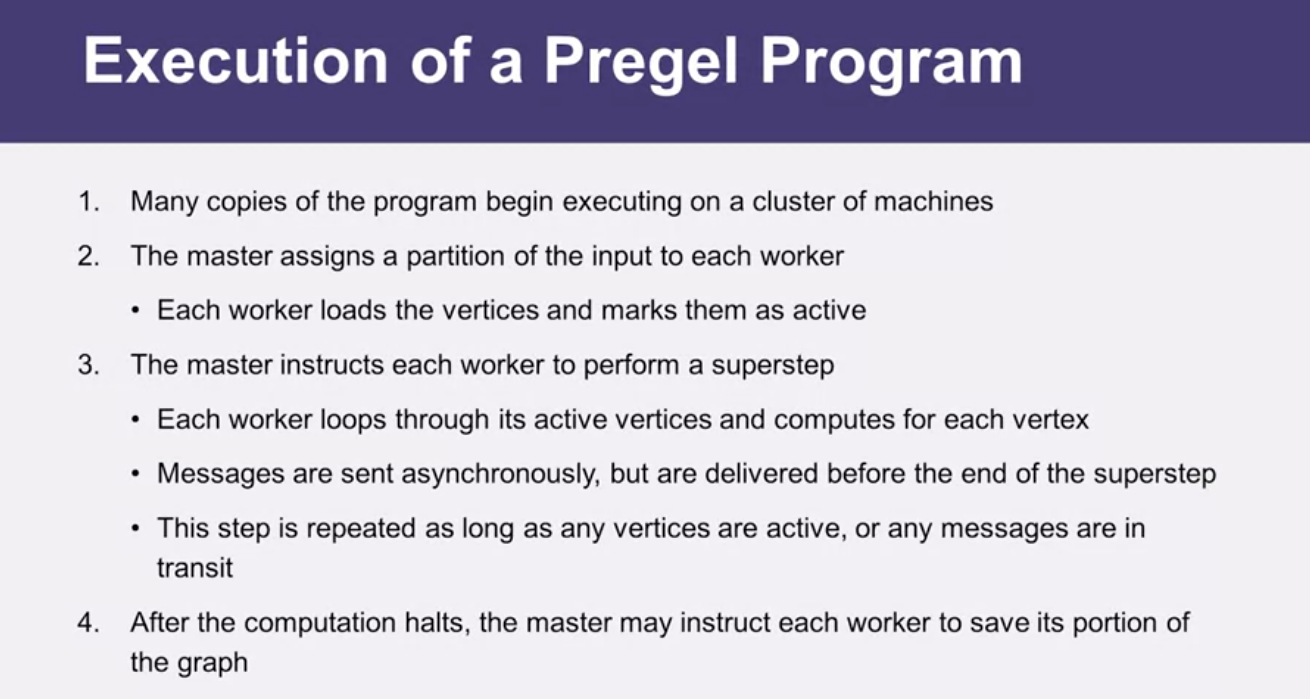 Execution of a Pregel Program
1. Many copies of the program begin executing on a cluster of machines
2. The master assigns a partition of the input to each worker
• Each worker loads the vertices and marks them as active
3. The master instructs each worker to perform a superstep
• Each worker loops through its active vertices and computes for each vertex
• Messages are sent asynchronously, but are delivered before the end of the superstep
• This step is repeated as long as any vertices are active, or any messages are in
transit
4. After the computation halts, the master may instruct each worker to save its portion of
the graph